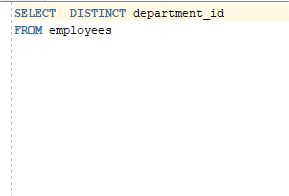 SELECT  DISTINCT department_id
FROM employees